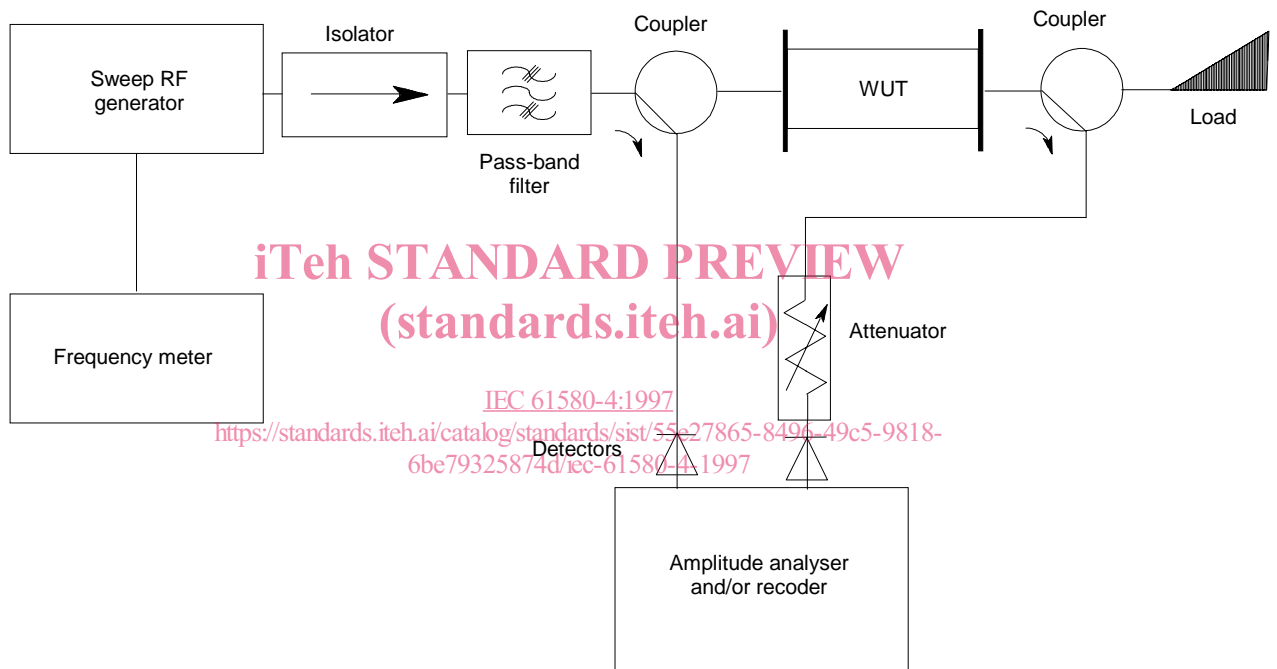 Coupler
Coupler
Isolator
Sweep RF
generator
WUT
Load
Pass-band
filter
iTeh STANDARD PREVIEW
(standards.iteh.ai)
Attenuator
Frequency meter
IEC 61580-4:1997
https://standards.iteh.ai/catalog/standards/sist/55e27865-8496-49c5-9818-
Detectors
6be79325874d/iec-61580-4-1997
Amplitude analyser
and/or recoder